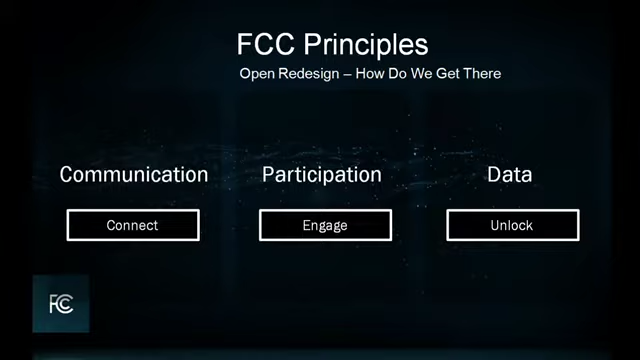 FCC Principles
Open Redesign – How Do We Get There
Communication Participation Data
Connect Engage Unlock
FCC